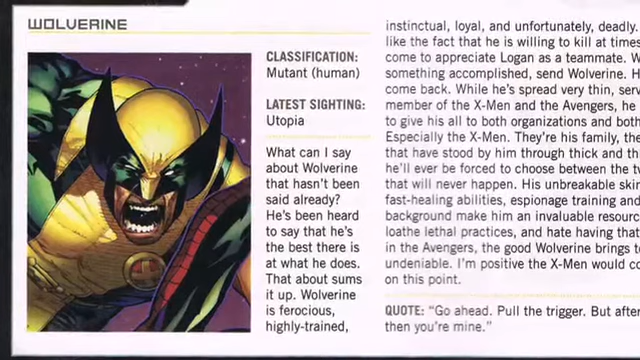 WOLVERINE
CLASSIFICATION:
Mutant (human)
LATEST SIGHTING:
Utopia
What can I say
about Wolverine
that hasn't been
said already?
He's been heard
to say that he's
the best there is
at what he does.
That about sums
it up. Wolverine
is ferocious,
highly-trained,
instinctual, loyal, and unfortunately, deadly.
like the fact that he is willing to kill at times
come to appreciate Logan as a teammate.
something accomplished, send Wolverine.
come back. While he's spread very thin,
member of the X-Men and the Avengers, he
to give his all to both organizations and both
Especially the X-Men. They're his family,
that have stood by him through thick and
he'll ever be forced to choose between the
that will never happen. His unbreakable
fast-healing abilities, espionage training and
background make him an invaluable
loathe lethal practices, and hate having that
in the Avengers, the good Wolverine brings
undeniable. I'm positive the X-Men would
on this point.
QUOTE: "Go ahead. Pull the trigger. But after
then you're mine."